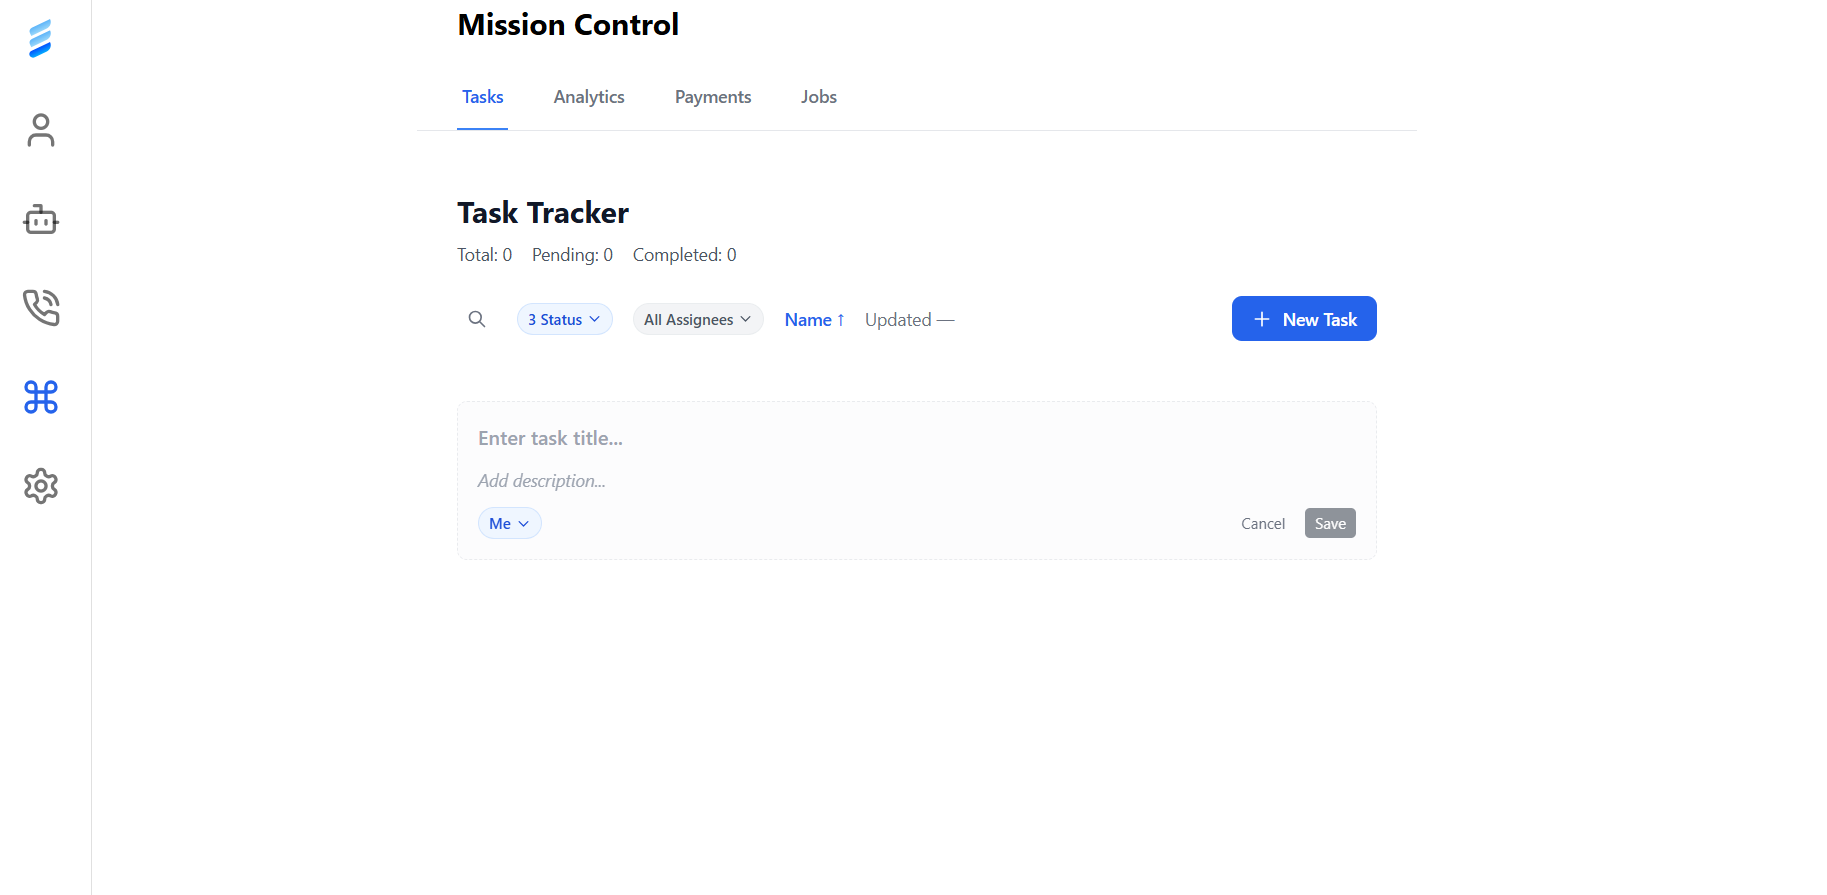 Mission Control
Tasks Analytics Payments Jobs
Task Tracker
Total: 0 Pending: 0 Completed: 0
3 Status All Assignees Name ↑ Updated — + New Task
Enter task title...
Add description...
Me Cancel Save